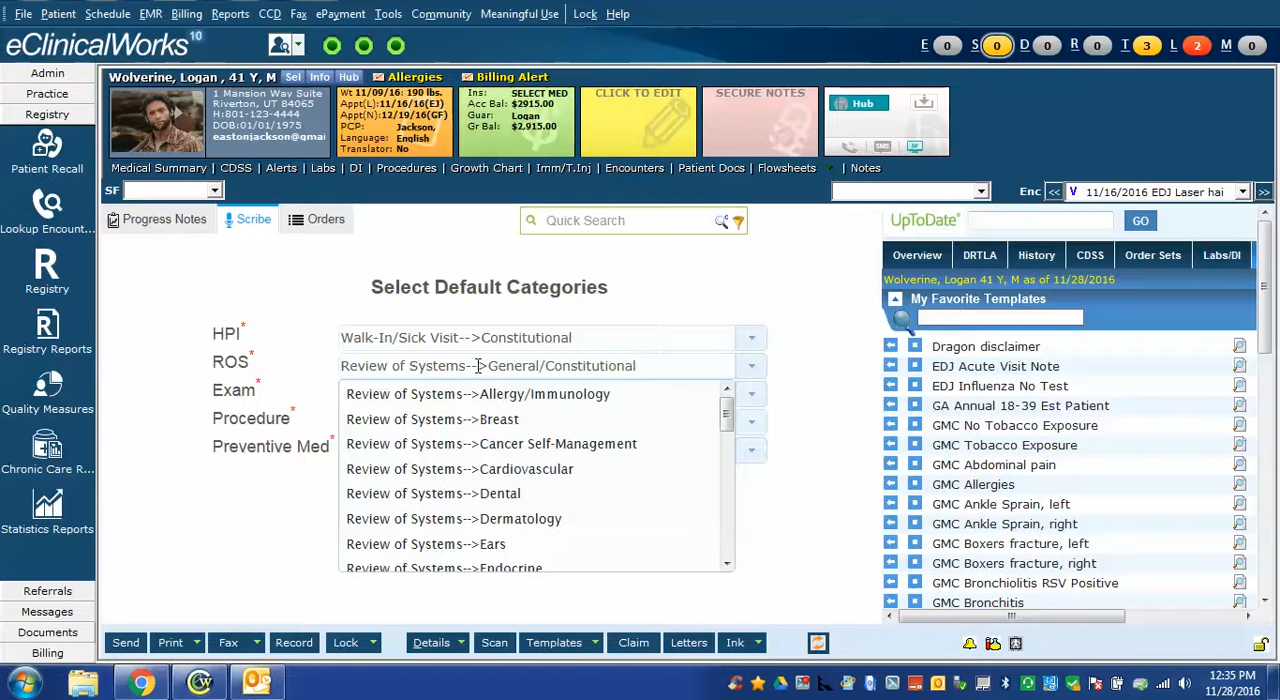 File Patient Schedule EMR Billing Reports CCD Fax ePayment Tools Community Meaningful Use Lock Help
eClinicalWorks 10 E 0 S 0 D 0 R 0 T 3 L 2 M 0
Admin
Practice
Registry
Patient Recall
Lookup Encount...
Registry
Registry Reports
Quality Measures
Chronic Care R...
Statistics Reports
Referrals
Messages
Documents
Billing
Wolverine, Logan , 41 Y, M Sel Info Hub Allergies Billing Alert
1 Mansion Way Suite
Riverton, UT 84065
H:801-123-4444
DOB:01/01/1975
eastonjackson@gmai
Wt 11/09/16: 190 lbs.
Appt(L):11/16/16(EJ)
Appt(N):12/19/16(GF)
PCP: Jackson,
Language: English
Translator: No
Ins: SELECT MED
Acc Bal: $2915.00
Guar: Logan
Gr Bal: $2,915.00
CLICK TO EDIT
SECURE NOTES
Hub
SMS
Medical Summary CDSS Alerts Labs DI Procedures Growth Chart Imm/T.Inj Encounters Patient Docs Flowsheets Notes
SF Enc << V 11/16/2016 EDJ Laser hai >>
Progress Notes Scribe Orders Quick Search
Select Default Categories
HPI* Walk-In/Sick Visit-->Constitutional
ROS* Review of Systems-->General/Constitutional
Exam*
Procedure*
Preventive Med*
Review of Systems-->Allergy/Immunology
Review of Systems-->Breast
Review of Systems-->Cancer Self-Management
Review of Systems-->Cardiovascular
Review of Systems-->Dental
Review of Systems-->Dermatology
Review of Systems-->Ears
Review of Systems-->Endocrine
UpToDate® GO
Overview DRTLA History CDSS Order Sets Labs/DI
Wolverine, Logan 41 Y, M as of 11/28/2016
My Favorite Templates
Dragon disclaimer
EDJ Acute Visit Note
EDJ Influenza No Test
GA Annual 18-39 Est Patient
GMC No Tobacco Exposure
GMC Tobacco Exposure
GMC Abdominal pain
GMC Allergies
GMC Ankle Sprain, left
GMC Ankle Sprain, right
GMC Boxers fracture, left
GMC Boxers fracture, right
GMC Bronchiolitis RSV Positive
GMC Bronchitis
Send Print Fax Record Lock Details Scan Templates Claim Letters Ink
12:35 PM
11/28/2016